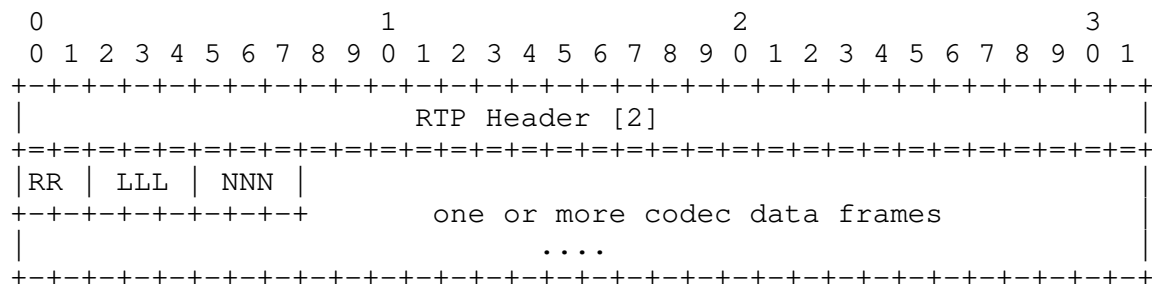 0                   1                   2                   3
 0 1 2 3 4 5 6 7 8 9 0 1 2 3 4 5 6 7 8 9 0 1 2 3 4 5 6 7 8 9 0 1
+-+-+-+-+-+-+-+-+-+-+-+-+-+-+-+-+-+-+-+-+-+-+-+-+-+-+-+-+-+-+-+-+
|                      RTP Header [2]                           |
+=+=+=+=+=+=+=+=+=+=+=+=+=+=+=+=+=+=+=+=+=+=+=+=+=+=+=+=+=+=+=+=+
|RR | LLL | NNN |                                               |
+-+-+-+-+-+-+-+-+       one or more codec data frames           |
|                             ....                              |
+-+-+-+-+-+-+-+-+-+-+-+-+-+-+-+-+-+-+-+-+-+-+-+-+-+-+-+-+-+-+-+-+